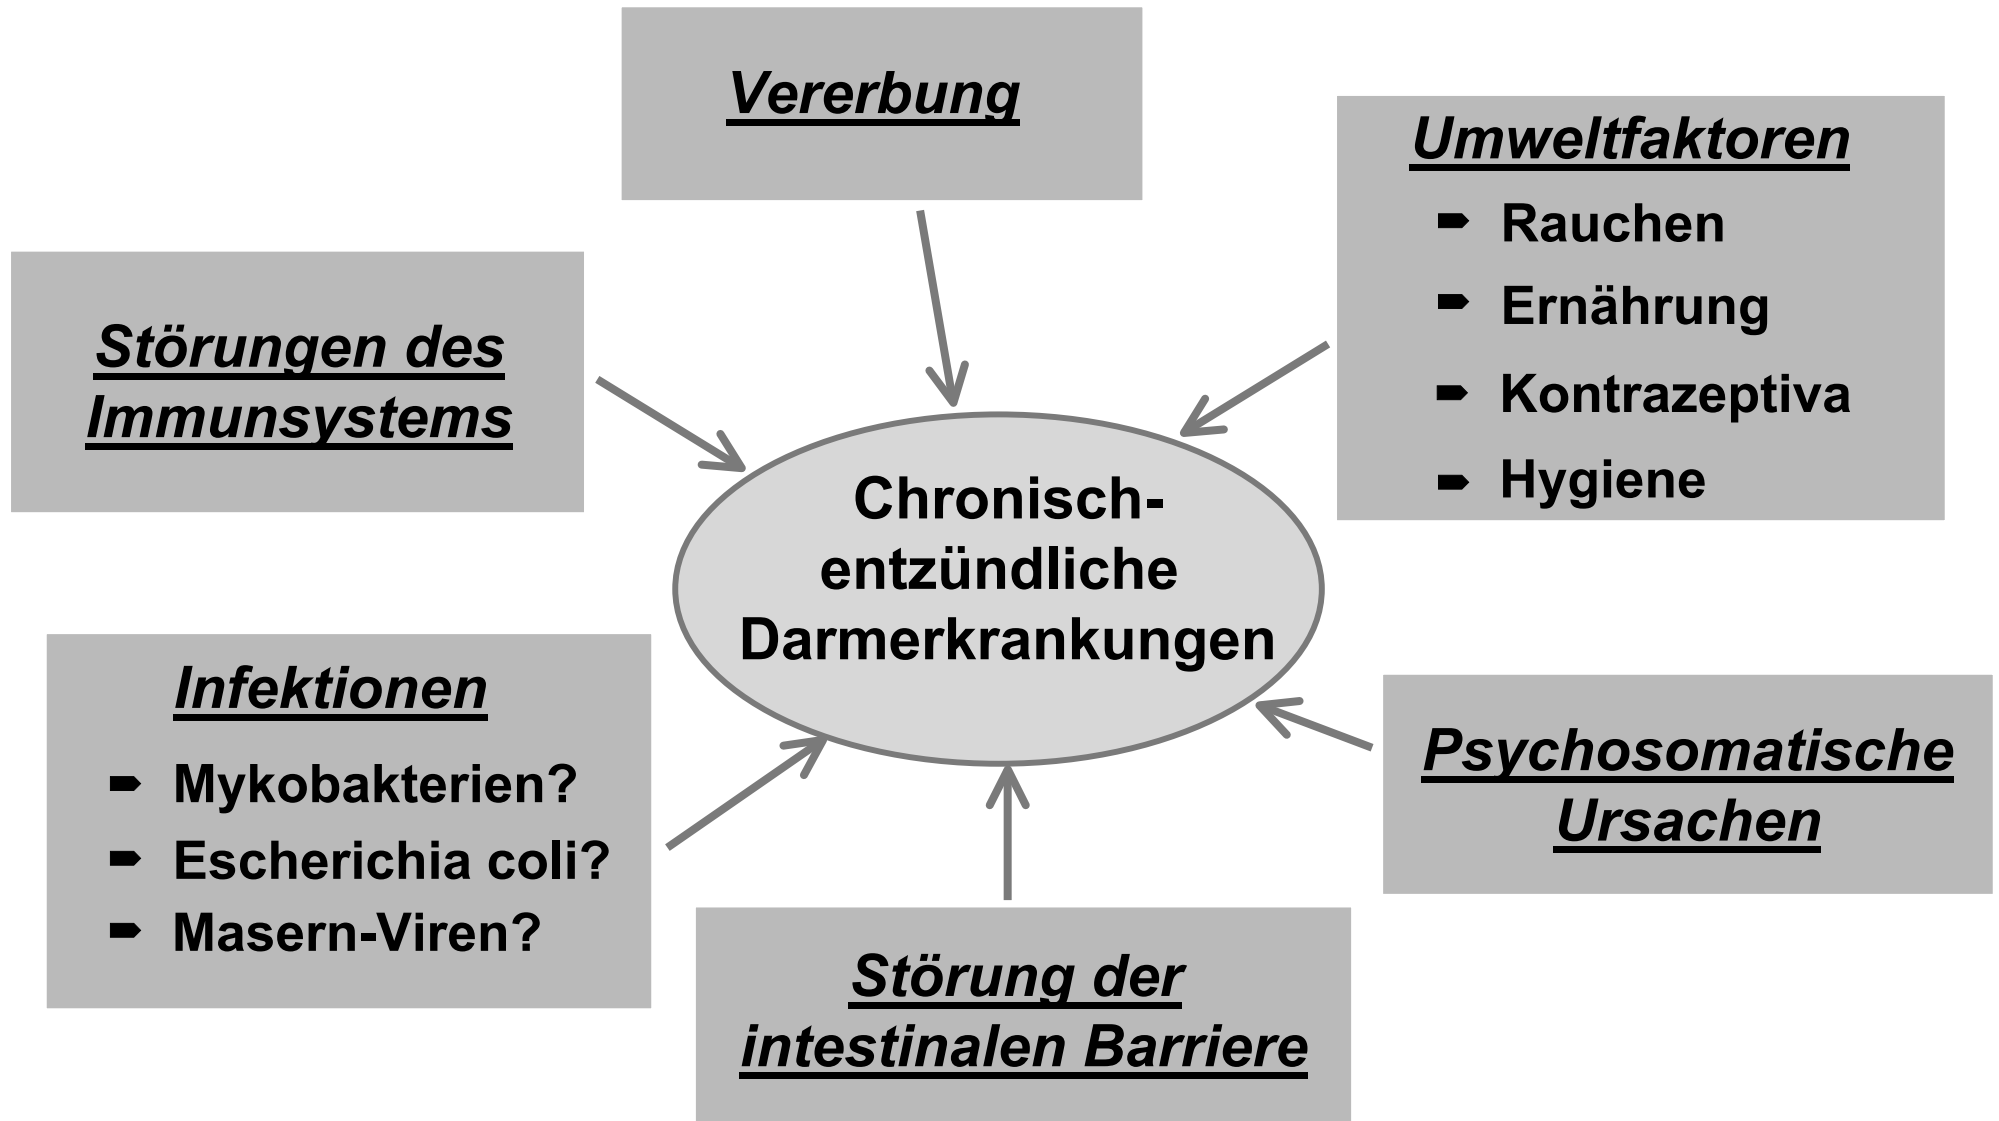 Vererbung
Umweltfaktoren
Rauchen
Ernährung
Kontrazeptiva
Hygiene
Störungen des
Immunsystems
Chronisch-
entzündliche
Darmerkrankungen
Infektionen
Mykobakterien?
Escherichia coli?
Masern-Viren?
Psychosomatische
Ursachen
Störung der
intestinalen Barriere